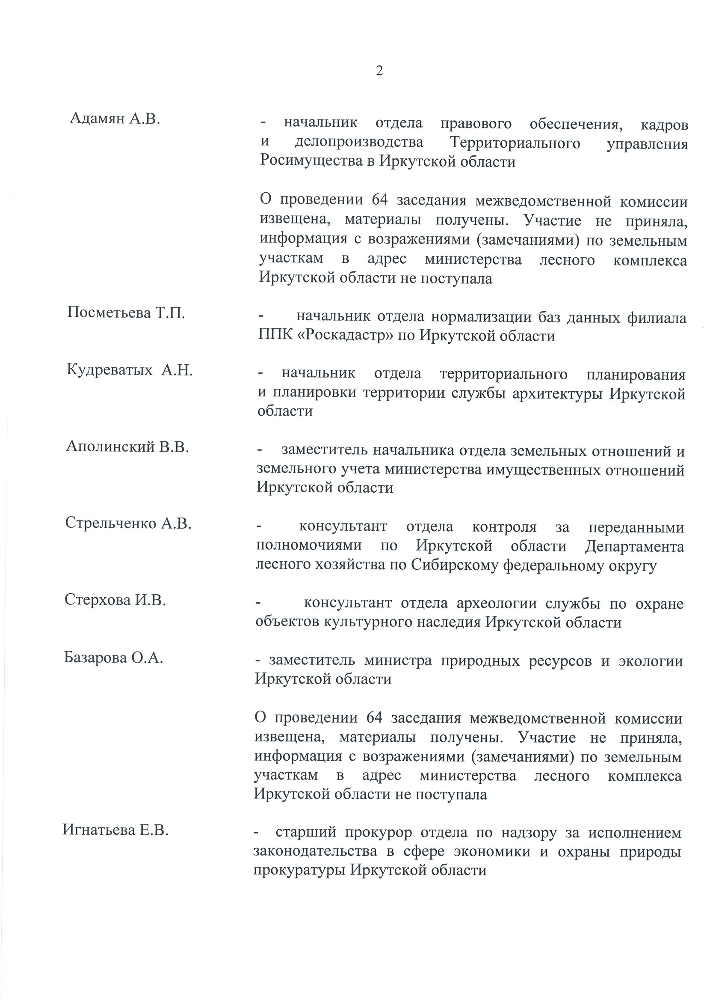 2
Адамян А.В.
- начальник отдела правового обеспечения, кадров
и делопроизводства Территориального управления
Росимущества в Иркутской области
О проведении 64 заседания межведомственной комиссии
извещена, материалы получены. Участие не приняла,
информация с возражениями (замечаниями) по земельным
участкам в адрес министерства лесного комплекса
Иркутской области не поступала
Посметьева Т.П.
- начальник отдела нормализации баз данных филиала
ППК «Роскадастр» по Иркутской области
Кудреватых А.Н.
- начальник отдела территориального планирования
и планировки территории службы архитектуры Иркутской
области
Аполинский В.В.
- заместитель начальника отдела земельных отношений и
земельного учета министерства имущественных отношений
Иркутской области
Стрельченко А.В.
- консультант отдела контроля за переданными
полномочиями по Иркутской области Департамента
лесного хозяйства по Сибирскому федеральному округу
Стерхова И.В.
- консультант отдела археологии службы по охране
объектов культурного наследия Иркутской области
Базарова О.А.
- заместитель министра природных ресурсов и экологии
Иркутской области
О проведении 64 заседания межведомственной комиссии
извещена, материалы получены. Участие не приняла,
информация с возражениями (замечаниями) по земельным
участкам в адрес министерства лесного комплекса
Иркутской области не поступала
Игнатьева Е.В.
- старший прокурор отдела по надзору за исполнением
законодательства в сфере экономики и охраны природы
прокуратуры Иркутской области